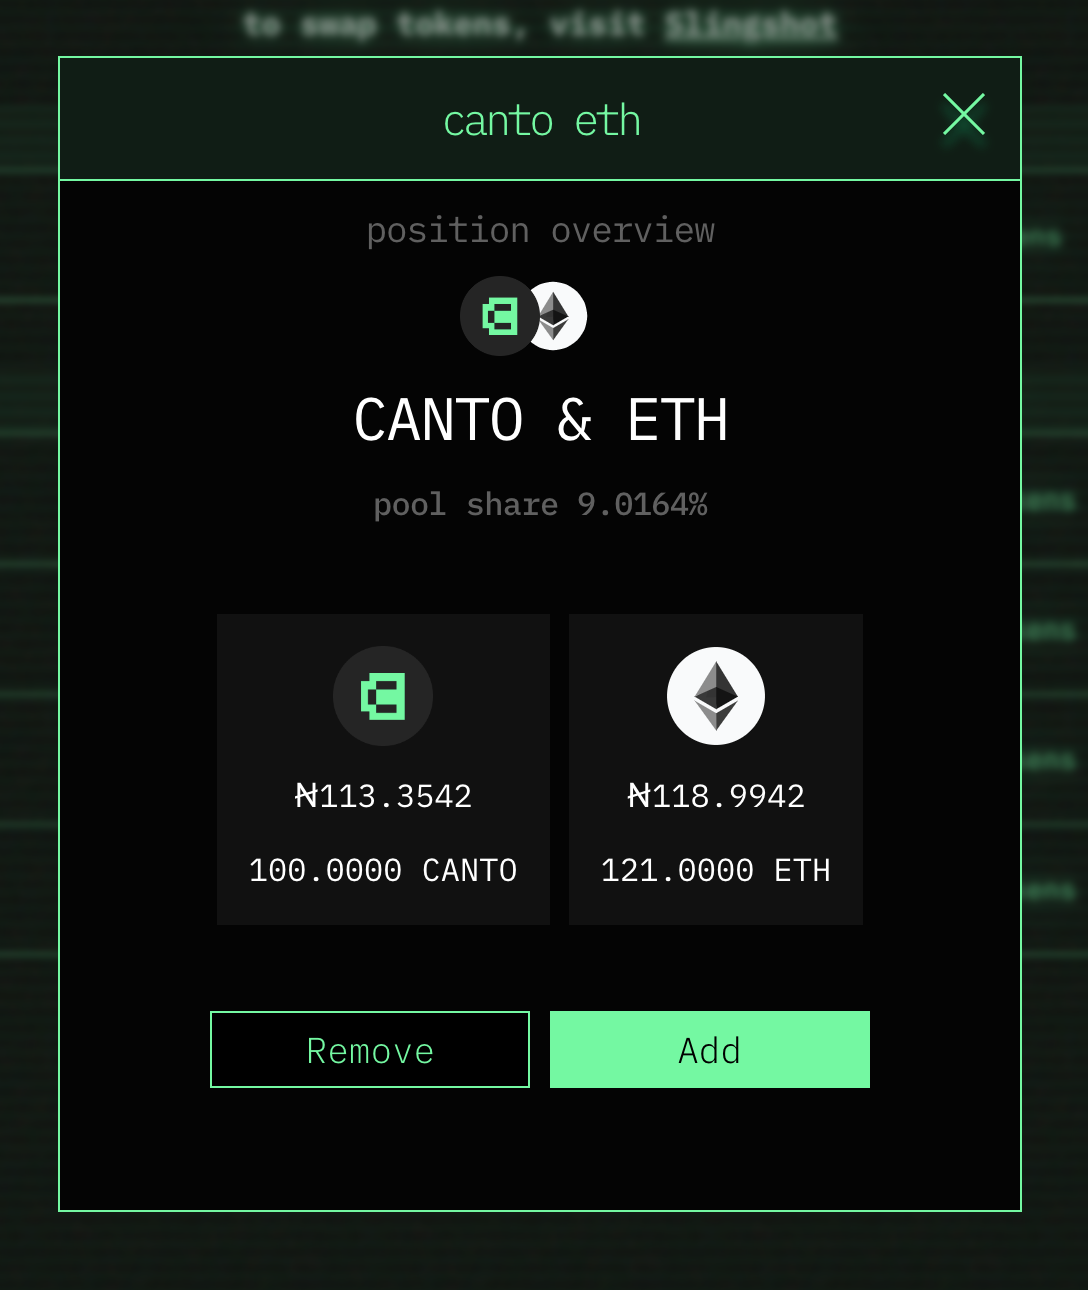 to swap tokens, visit Slingshot
canto eth
position overview
CANTO & ETH
pool share 9.0164%
₦113.3542
₦118.9942
100.0000 CANTO
121.0000 ETH
Remove
Add